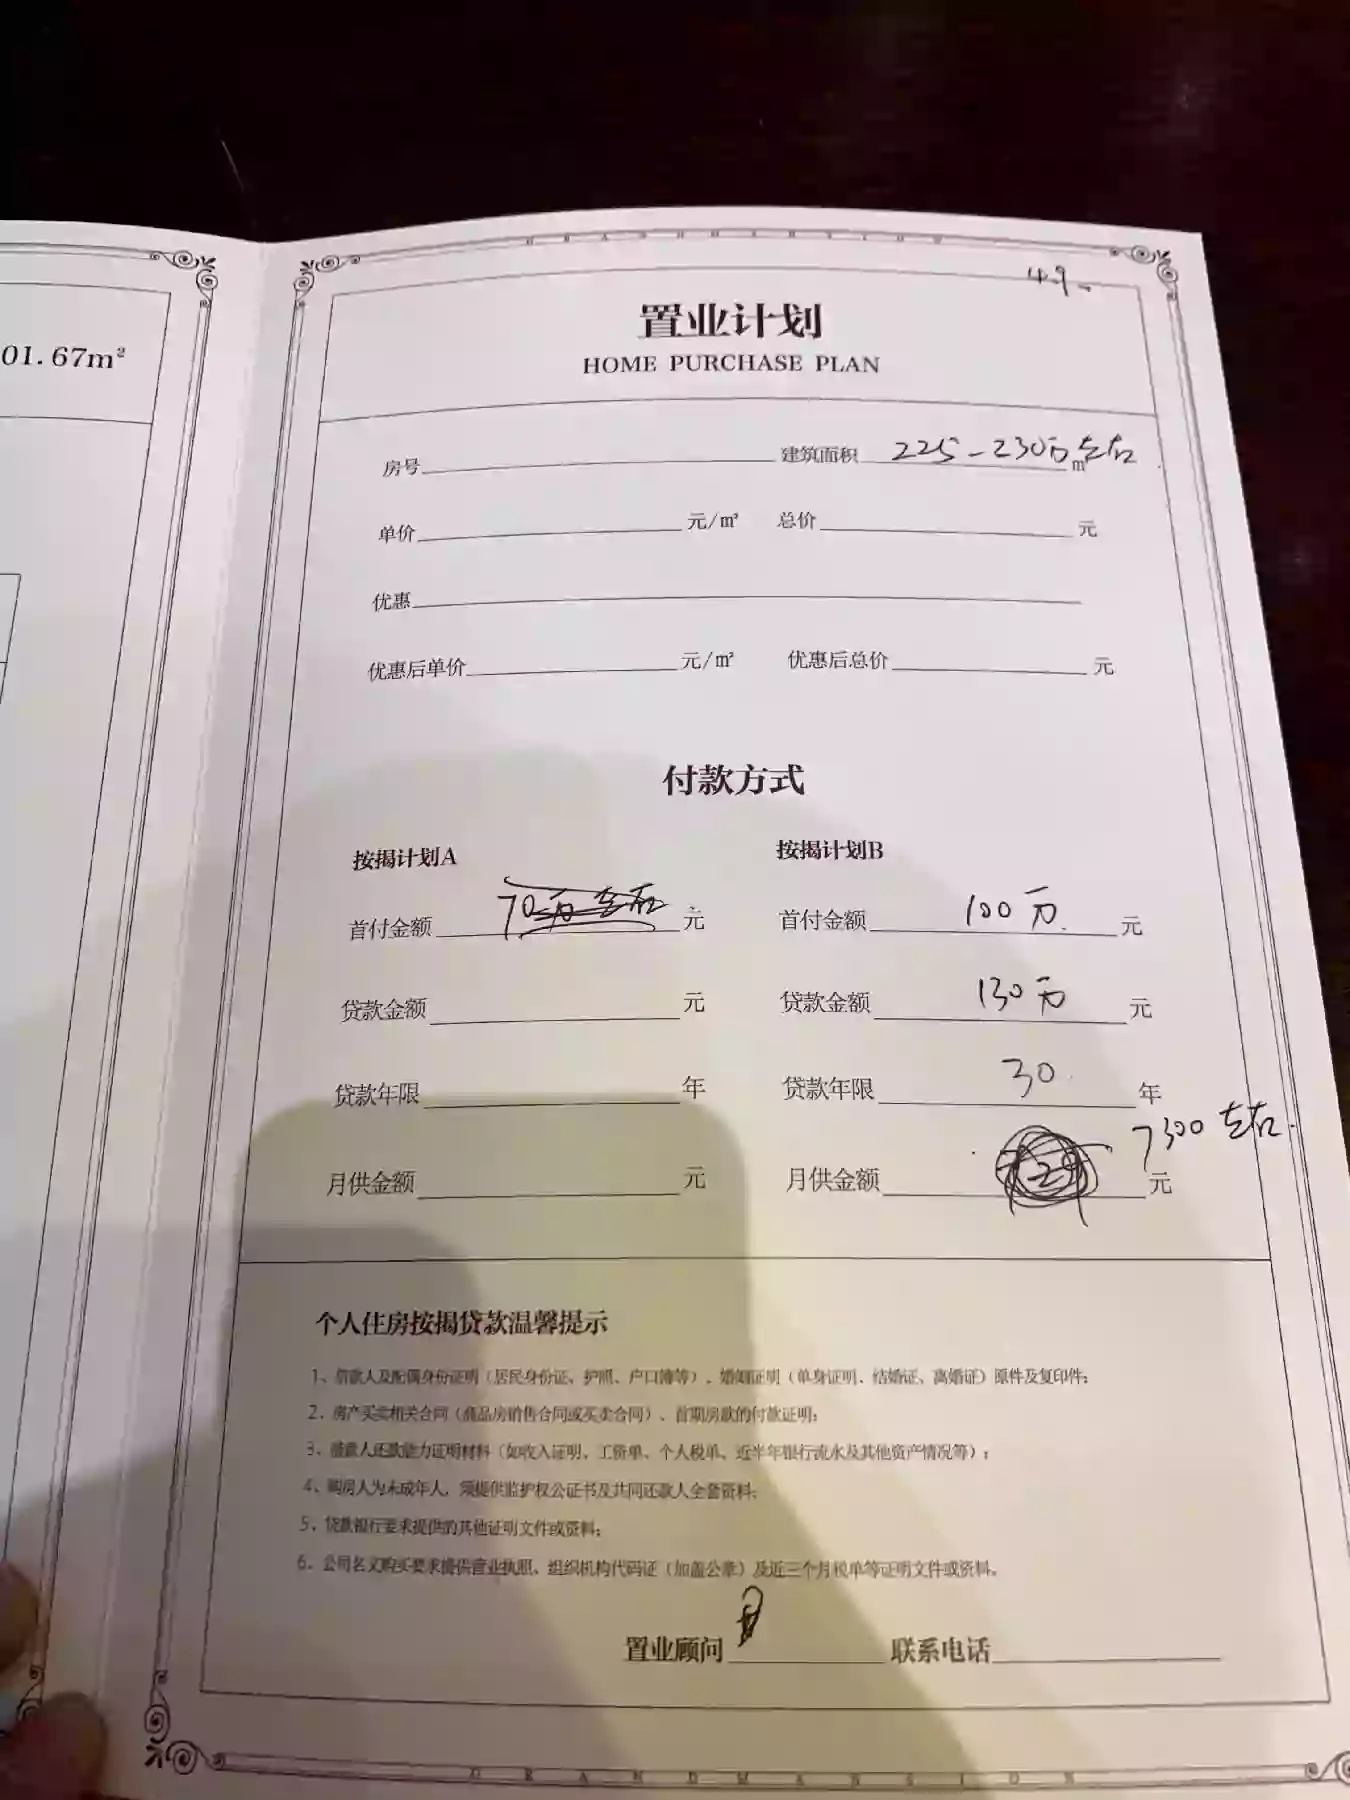 01.67m²
4.9.
置业计划
HOME PURCHASE PLAN
房号 建筑面积 225-230万左右 m²
单价 元/m² 总价 元
优惠
优惠后单价 元/m² 优惠后总价 元
付款方式
按揭计划A 按揭计划B
首付金额 70万左右 元 首付金额 100万 元
贷款金额 元 贷款金额 130万 元
贷款年限 年 贷款年限 30 年
月供金额 元 月供金额 元 7300左右.
个人住房按揭贷款温馨提示
1、借款人及配偶身份证明（居民身份证、护照、户口簿等）、婚姻证明（单身证明、结婚证、离婚证）原件及复印件；
2、房产买卖相关合同（商品房销售合同或买卖合同）、首期房款的付款证明；
3、借款人还款能力证明材料（如收入证明、工资单、个人税单、近半年银行流水及其他资产情况等）；
4、购房人为未成年人，须提供监护权公证书及共同还款人全套资料；
5、贷款银行要求提供的其他证明文件或资料；
6、公司名义购买要求提供营业执照、组织机构代码证（加盖公章）及近三个月税单等证明文件或资料。
置业顾问 联系电话
GRANDMANSION